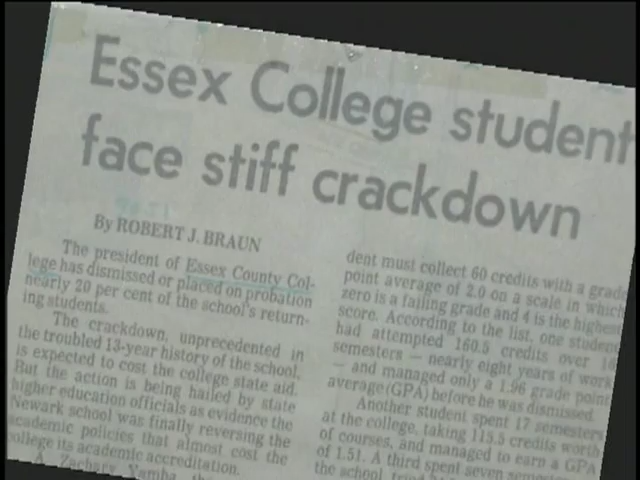 Essex College student
face stiff crackdown
By ROBERT J. BRAUN
The president of Essex County Col-
lege has dismissed or placed on probation
nearly 20 per cent of the school's return-
ing students.
The crackdown, unprecedented in
the troubled 13-year history of the school,
is expected to cost the college state aid.
But the action is being hailed by state
higher education officials as evidence the
Newark school was finally reversing the
academic policies that almost cost the
college its academic accreditation.
A. Zachary Yamba, the
dent must collect 60 credits with a grade
point average of 2.0 on a scale in which
zero is a failing grade and 4 is the highest
score. According to the list, one student
had attempted 160.5 credits over 16
semesters — nearly eight years of work
— and managed only a 1.96 grade point
average (GPA) before he was dismissed.
Another student spent 17 semesters
at the college, taking 115.5 credits worth
of courses, and managed to earn a GPA
of 1.51. A third spent seven semesters
the school, tried